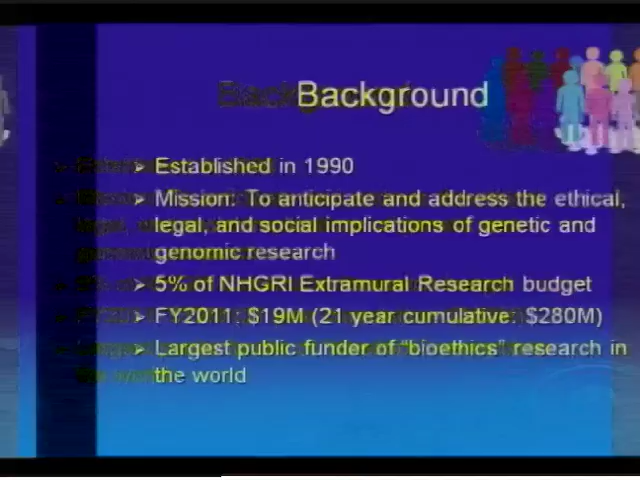 Background
Established in 1990
Mission: To anticipate and address the ethical,
legal, and social implications of genetic and
genomic research
5% of NHGRI Extramural Research budget
FY2011: $19M (21 year cumulative: $280M)
Largest public funder of “bioethics” research in
the world